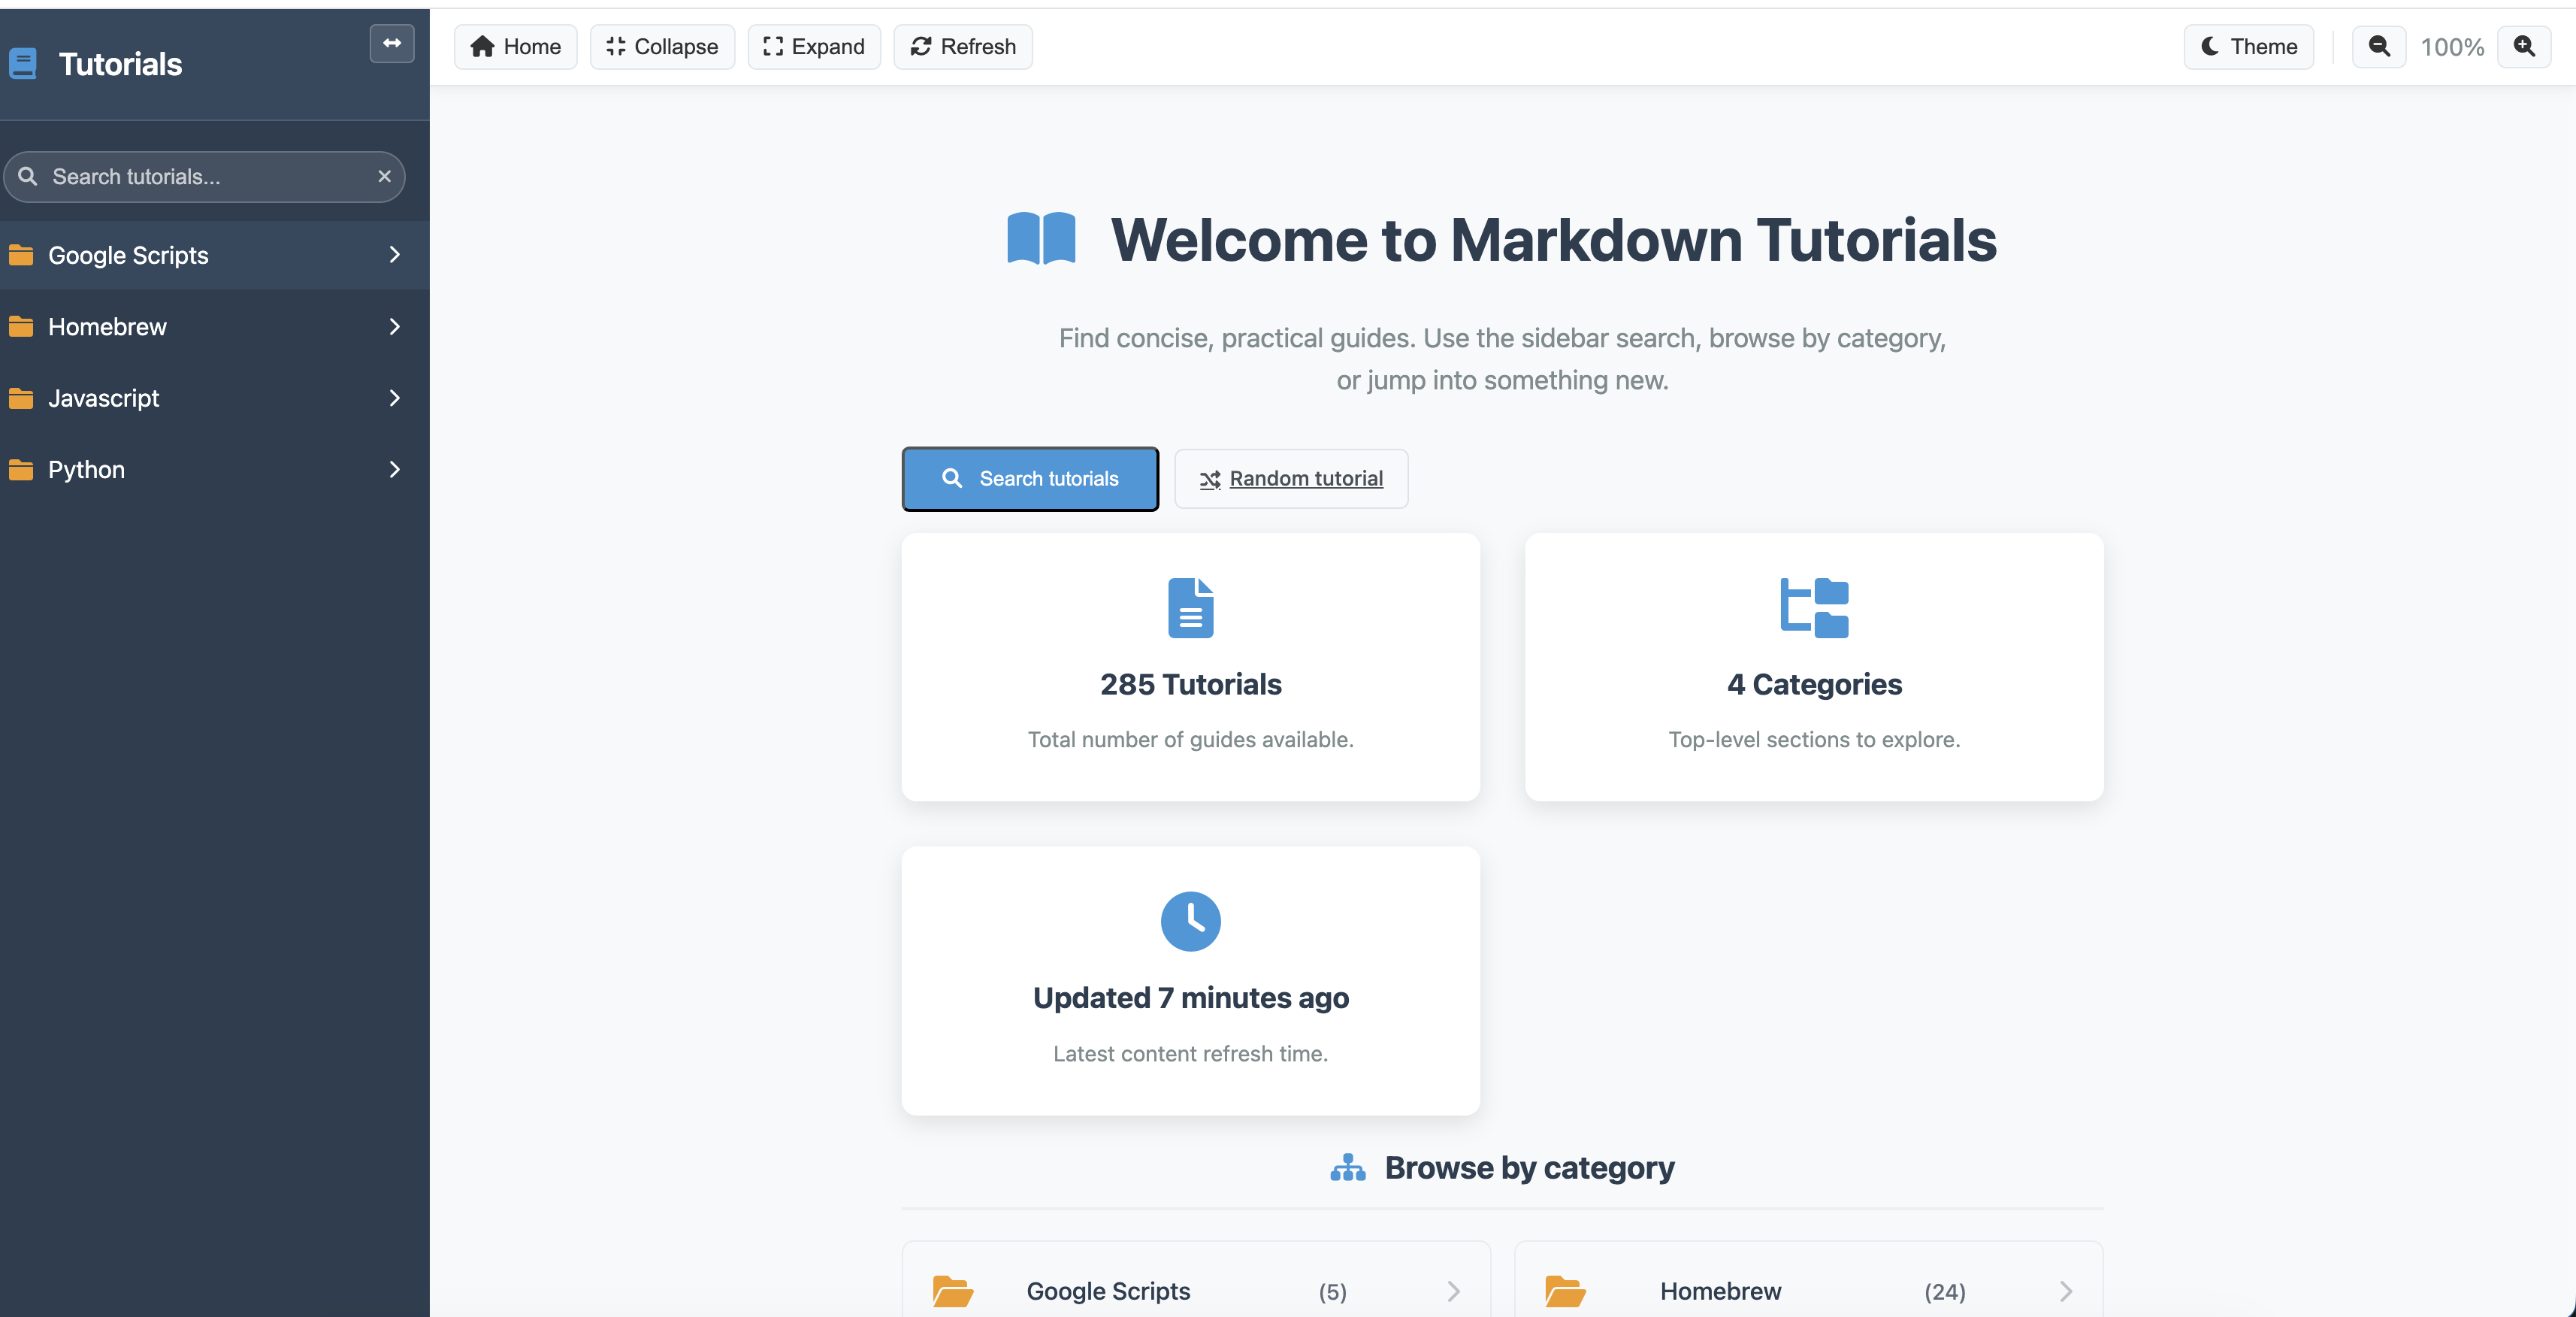 Tutorials
Search tutorials...
Google Scripts
Homebrew
Javascript
Python
Home
Collapse
Expand
Refresh
Theme
100%
Welcome to Markdown Tutorials
Find concise, practical guides. Use the sidebar search, browse by category,
or jump into something new.
Search tutorials
Random tutorial
285 Tutorials
Total number of guides available.
4 Categories
Top-level sections to explore.
Updated 7 minutes ago
Latest content refresh time.
Browse by category
Google Scripts (5)
Homebrew (24)